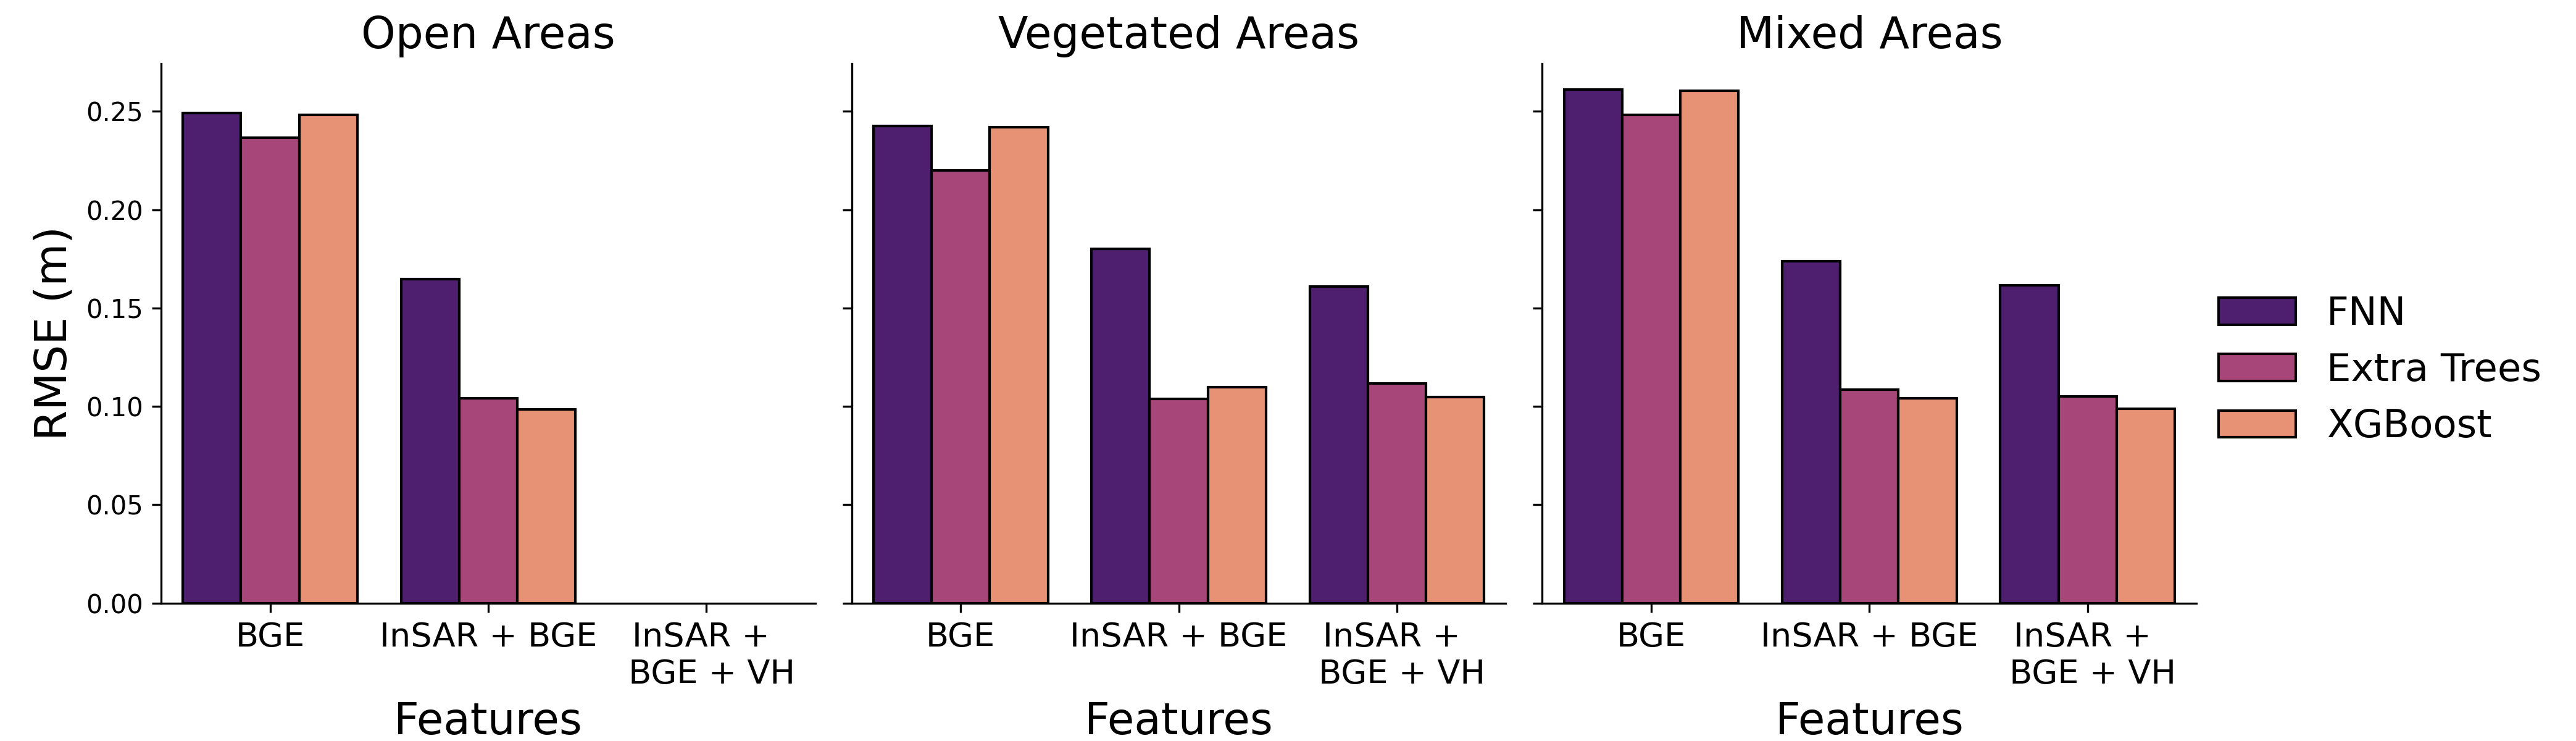 Open Areas
Vegetated Areas
Mixed Areas
RMSE (m)
0.25
0.20
0.15
0.10
0.05
0.00
BGE
InSAR + BGE
InSAR +
BGE + VH
Features
BGE
InSAR + BGE
InSAR +
BGE + VH
Features
BGE
InSAR + BGE
InSAR +
BGE + VH
Features
FNN
Extra Trees
XGBoost